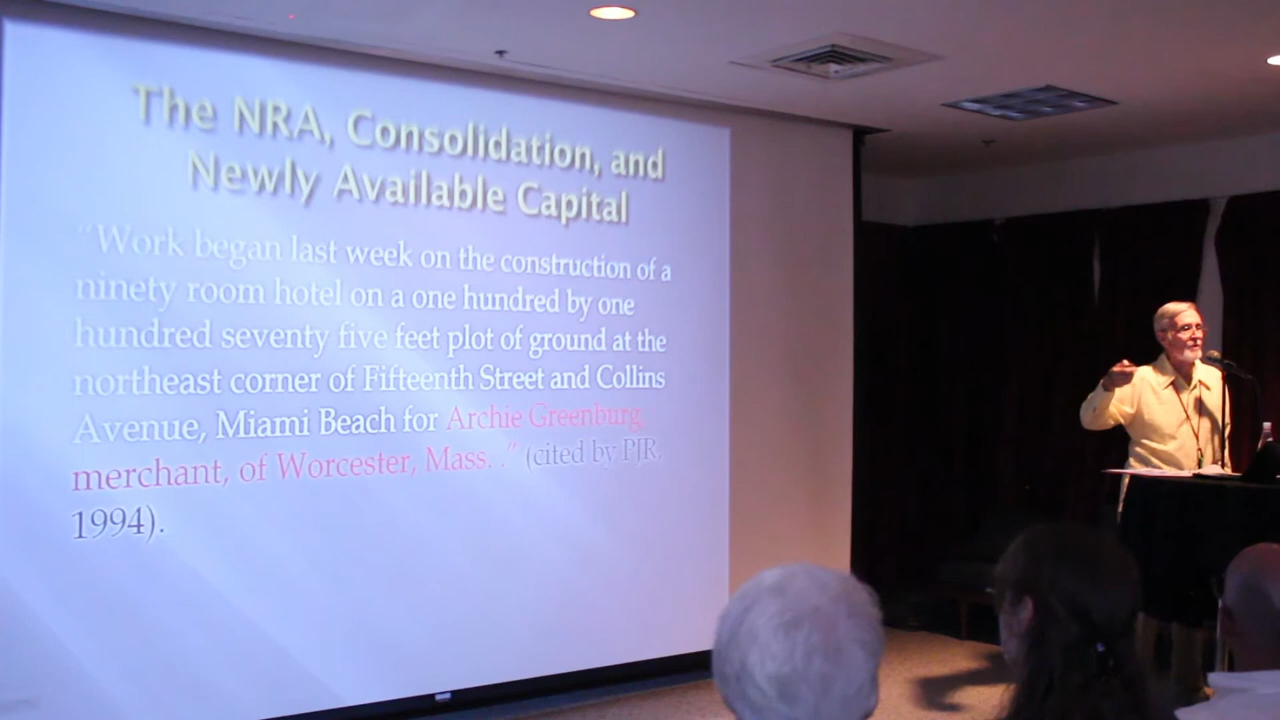 The NRA, Consolidation, and
Newly Available Capital
"Work began last week on the construction of a
ninety room hotel on a one hundred by one
hundred seventy five feet plot of ground at the
northeast corner of Fifteenth Street and Collins
Avenue, Miami Beach for Archie Greenburg,
merchant, of Worcester, Mass. ." (cited by PJR,
1994).